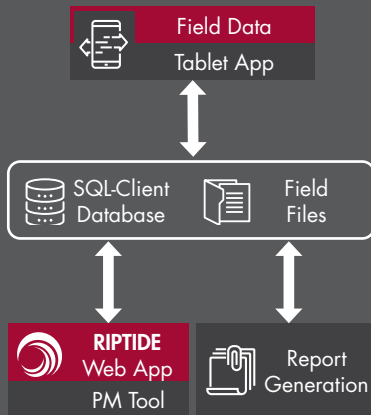 Field Data
Tablet App
SQL-Client
Database
Field
Files
RIPTIDE
Web App
PM Tool
Report
Generation